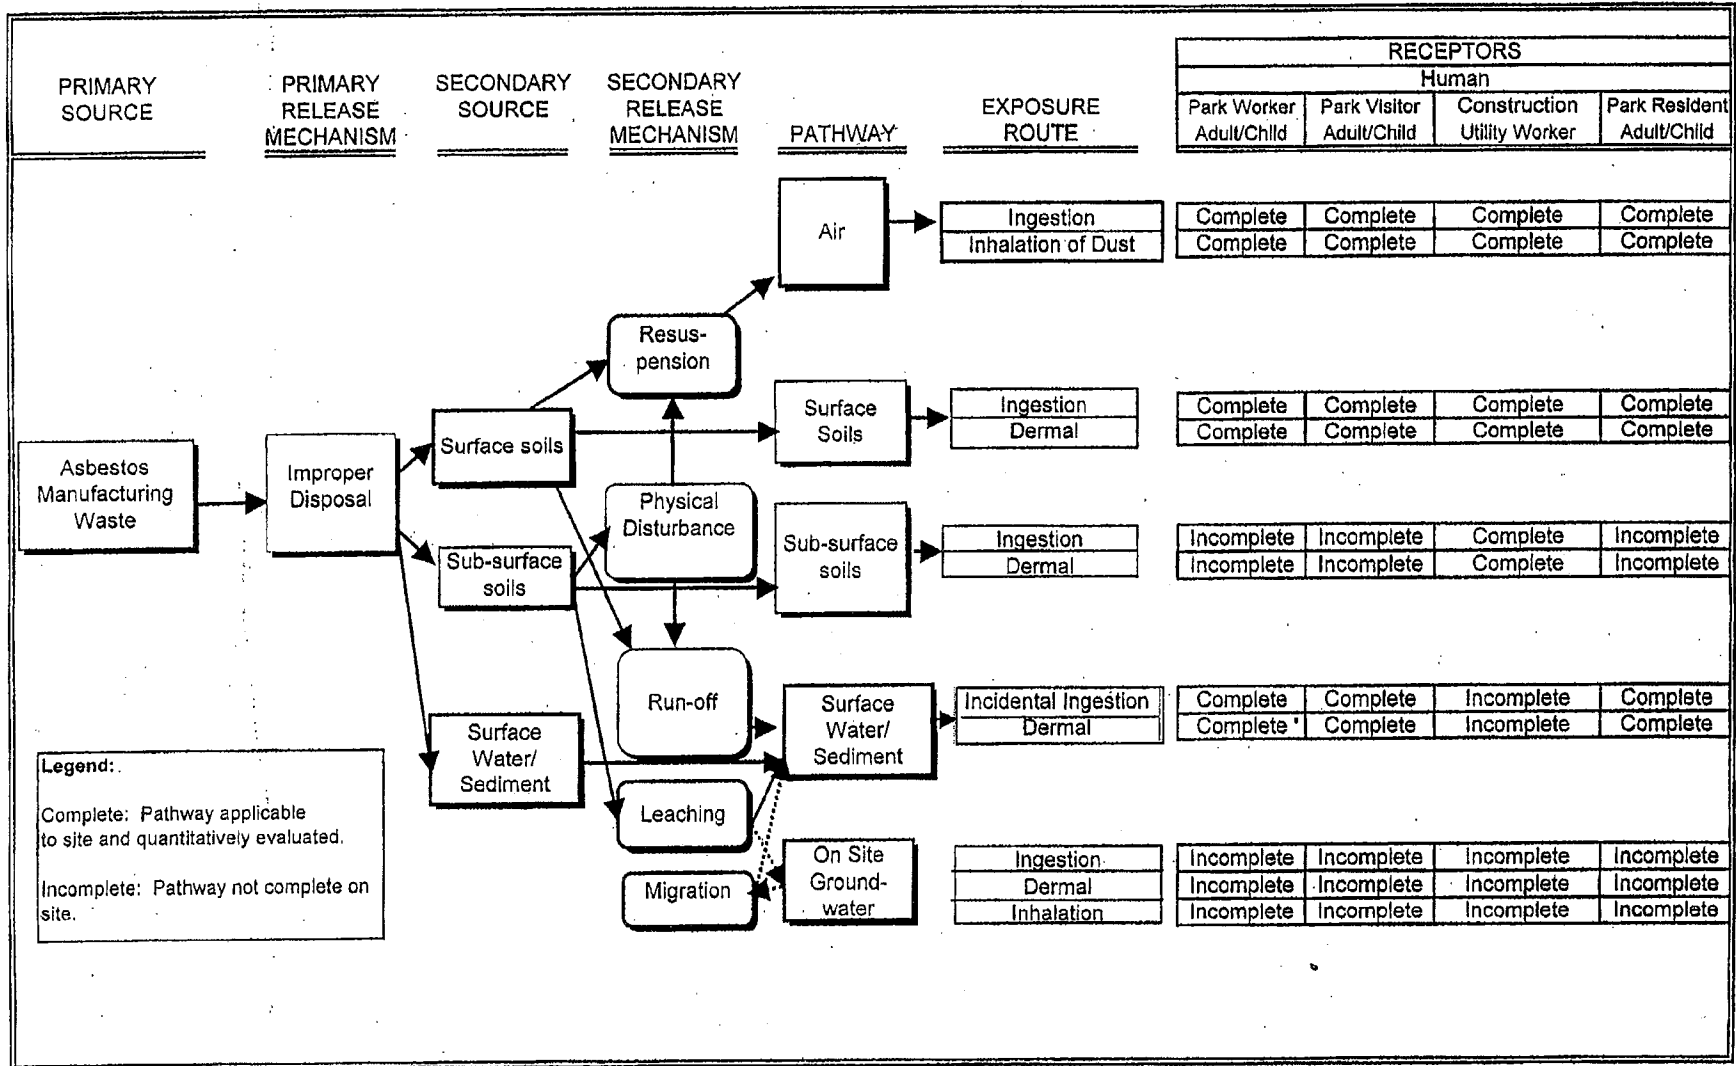 RECEPTORS
Human
PRIMARY
SOURCE
PRIMARY
RELEASE
MECHANISM
SECONDARY
SOURCE
SECONDARY
RELEASE
MECHANISM
PATHWAY
EXPOSURE
ROUTE
Park Worker
Adult/Child
Park Visitor
Adult/Child
Construction
Utility Worker
Park Resident
Adult/Child
Air
Ingestion
Complete Complete Complete Complete
Inhalation of Dust
Complete Complete Complete Complete
Resus-
pension
Surface
Soils
Ingestion
Complete Complete Complete Complete
Dermal
Complete Complete Complete Complete
Asbestos
Manufacturing
Waste
Improper
Disposal
Surface soils
Physical
Disturbance
Sub-surface
soils
Sub-surface
soils
Ingestion
Incomplete Incomplete Complete Incomplete
Dermal
Incomplete Incomplete Complete Incomplete
Run-off
Surface
Water/
Sediment
Surface
Water/
Sediment
Incidental Ingestion
Complete Complete Incomplete Complete
Dermal
Complete Complete Incomplete Complete
Leaching
Migration
On Site
Ground-
water
Ingestion
Incomplete Incomplete Incomplete Incomplete
Dermal
Incomplete Incomplete Incomplete Incomplete
Inhalation
Incomplete Incomplete Incomplete Incomplete
Legend:
Complete: Pathway applicable
to site and quantitatively evaluated.
Incomplete: Pathway not complete on
site.